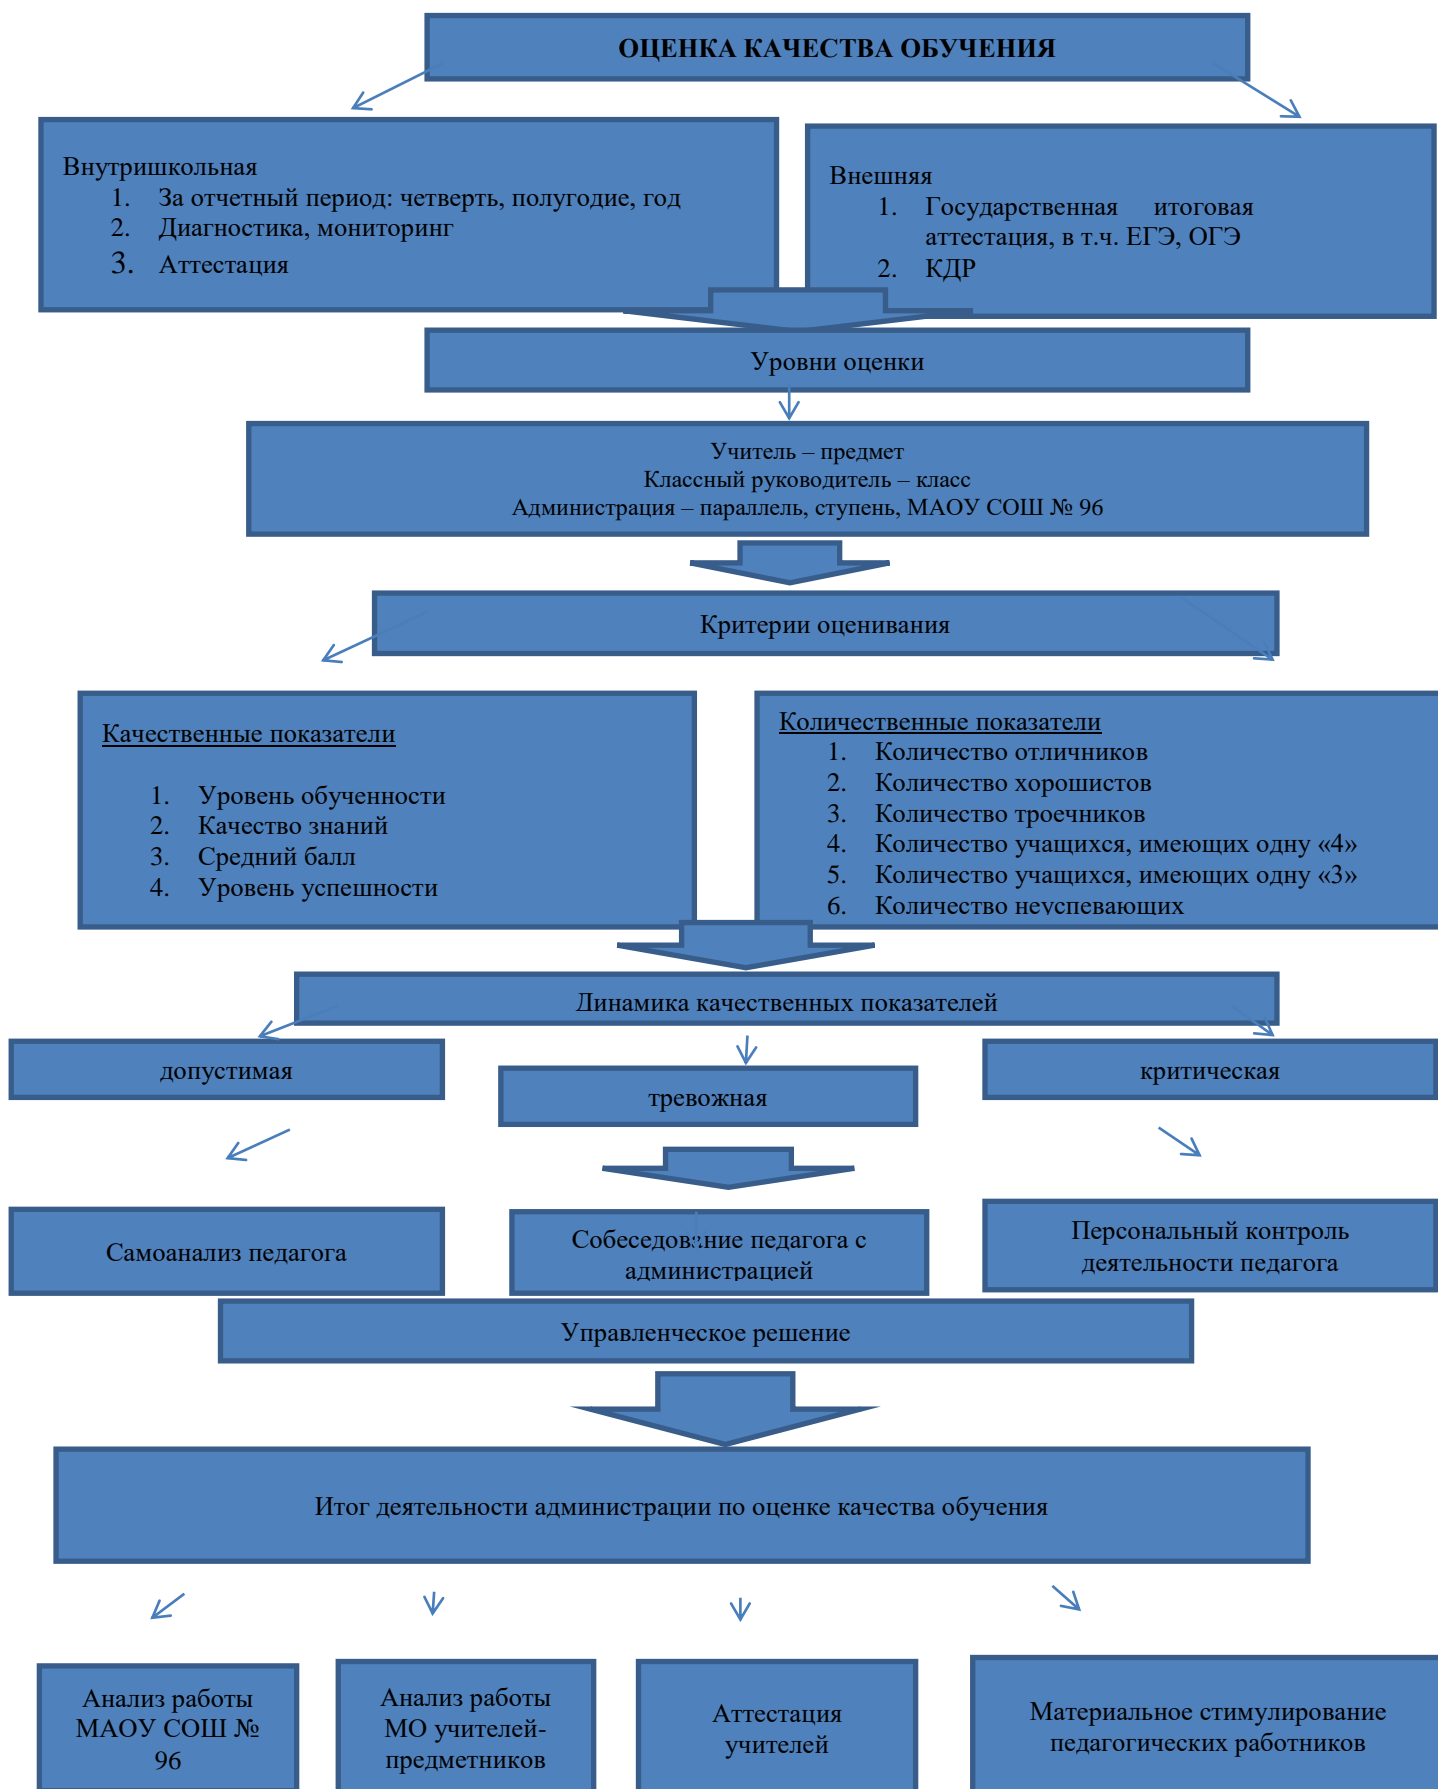 ОЦЕНКА КАЧЕСТВА ОБУЧЕНИЯ
Внутришкольная
1. За отчетный период: четверть, полугодие, год
2. Диагностика, мониторинг
3. Аттестация
Внешняя
1. Государственная итоговая
аттестация, в т.ч. ЕГЭ, ОГЭ
2. КДР
Уровни оценки
Учитель – предмет
Классный руководитель – класс
Администрация – параллель, ступень, МАОУ СОШ № 96
Критерии оценивания
Качественные показатели
1. Уровень обученности
2. Качество знаний
3. Средний балл
4. Уровень успешности
Количественные показатели
1. Количество отличников
2. Количество хорошистов
3. Количество троечников
4. Количество учащихся, имеющих одну «4»
5. Количество учащихся, имеющих одну «3»
6. Количество неуспевающих
Динамика качественных показателей
допустимая
тревожная
критическая
Самоанализ педагога
Собеседование педагога с
администрацией
Персональный контроль
деятельности педагога
Управленческое решение
Итог деятельности администрации по оценке качества обучения
Анализ работы
МАОУ СОШ №
96
Анализ работы
МО учителей-
предметников
Аттестация
учителей
Материальное стимулирование
педагогических работников